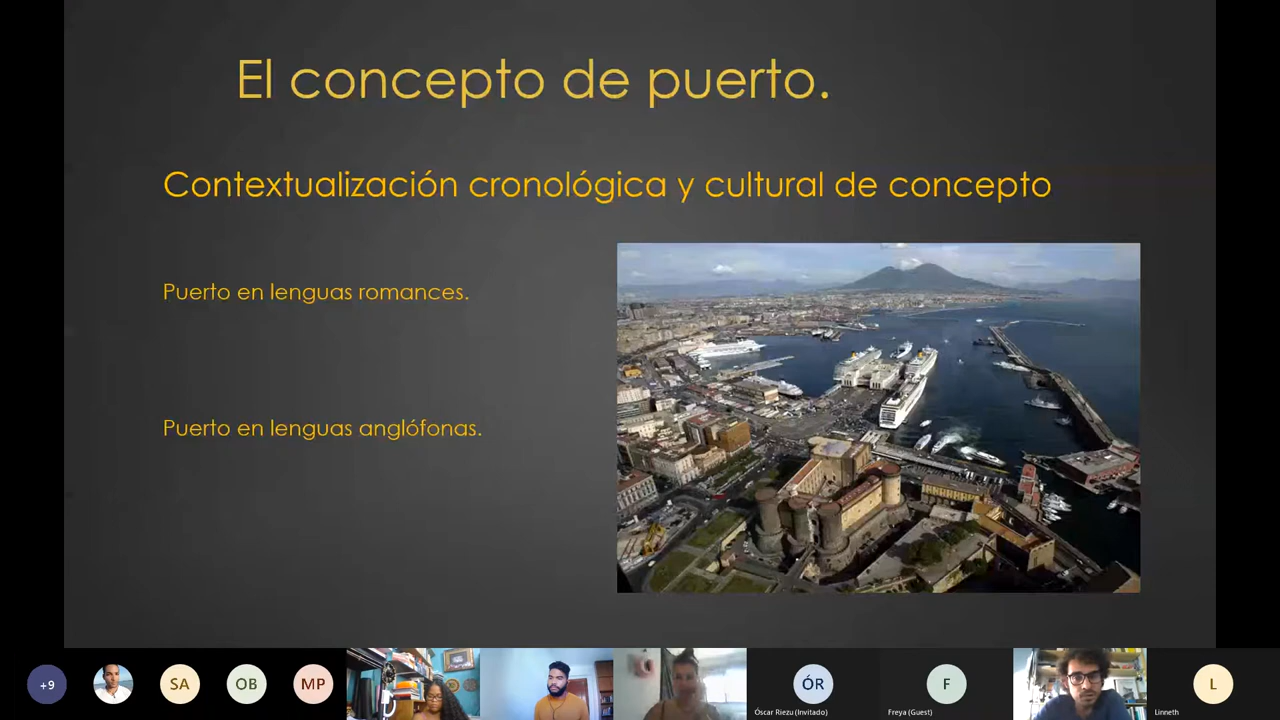 El concepto de puerto.
Contextualización cronológica y cultural de concepto
Puerto en lenguas romances.
Puerto en lenguas anglófonas.
+9
SA
OB
MP
ÓR
Óscar Riezu (Invitado)
F
Freya (Guest)
L
Linneth